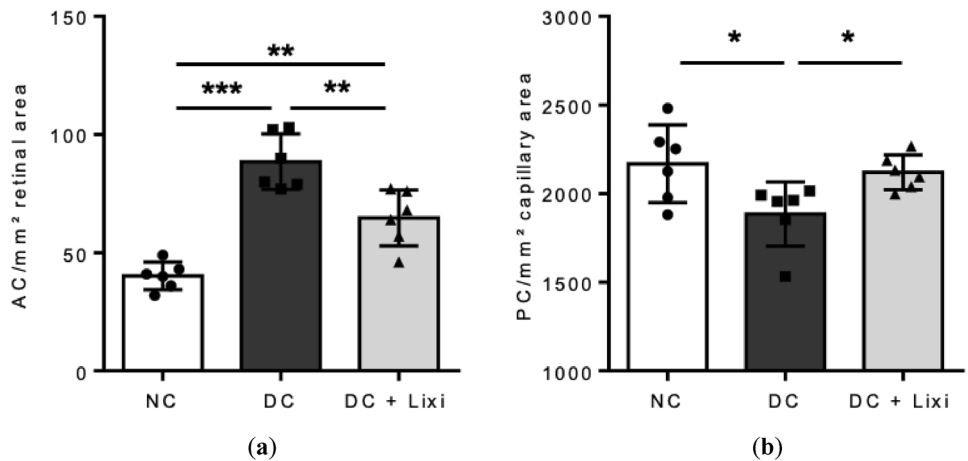 AC/mm² retinal area
150
100
50
0
**
***
**
NC
DC
DC + Lixi
(a)
PC/mm² capillary area
3000
2500
2000
1500
1000
*
*
NC
DC
DC + Lixi
(b)